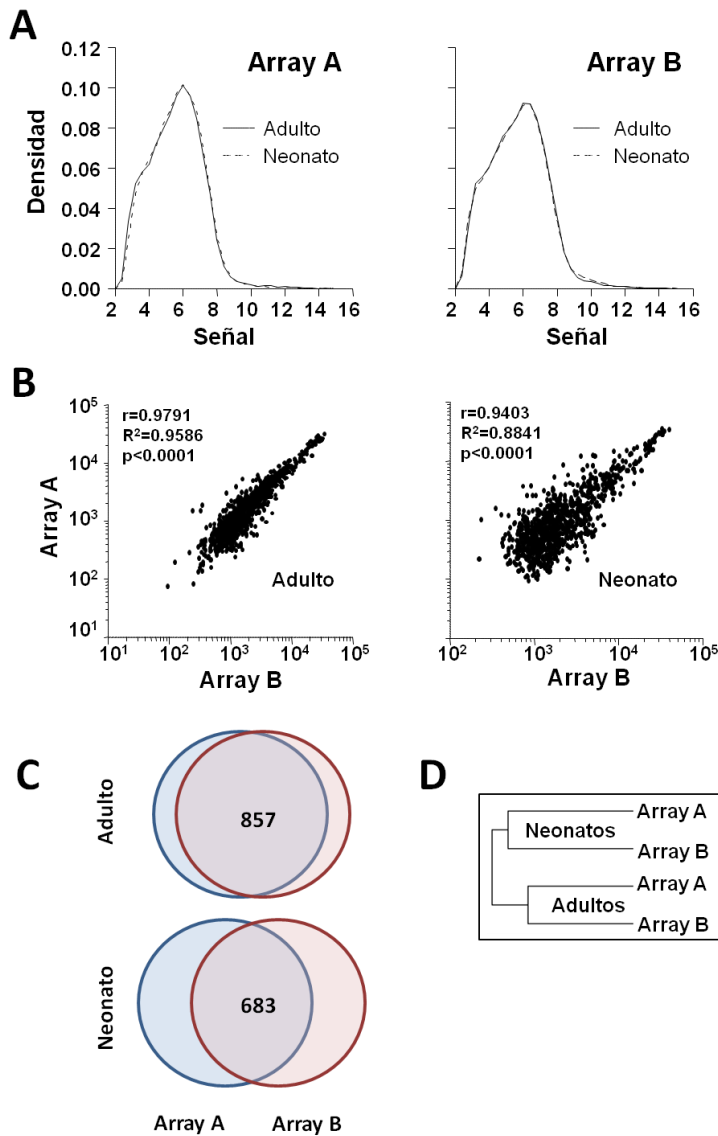 A
Array A
Array B
Densidad
0.12
0.10
0.08
0.06
0.04
0.02
0.00
Adulto
Neonato
Adulto
Neonato
2 4 6 8 10 12 14 16
2 4 6 8 10 12 14 16
Señal
Señal
B
Array A
10⁵
10⁴
10³
10²
10¹
r=0.9791
R²=0.9586
p<0.0001
Adulto
r=0.9403
R²=0.8841
p<0.0001
Neonato
10¹ 10² 10³ 10⁴ 10⁵
10² 10³ 10⁴ 10⁵
Array B
Array B
C
Adulto
857
Neonato
683
Array A
Array B
D
Array A
Neonatos
Array B
Array A
Adultos
Array B